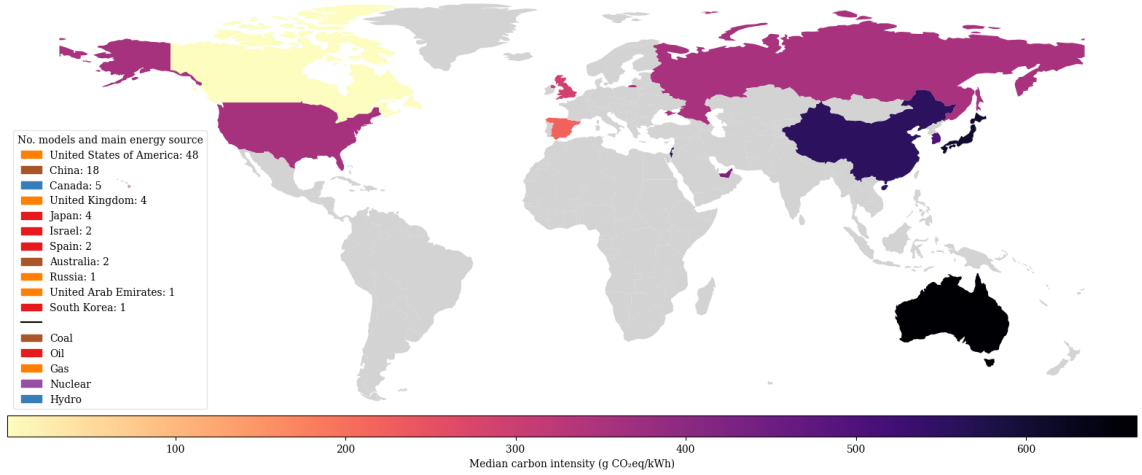 No. models and main energy source
United States of America: 48
China: 18
Canada: 5
United Kingdom: 4
Japan: 4
Israel: 2
Spain: 2
Australia: 2
Russia: 1
United Arab Emirates: 1
South Korea: 1
Coal
Oil
Gas
Nuclear
Hydro
100 200 300 400 500 600
Median carbon intensity (g CO₂eq/kWh)